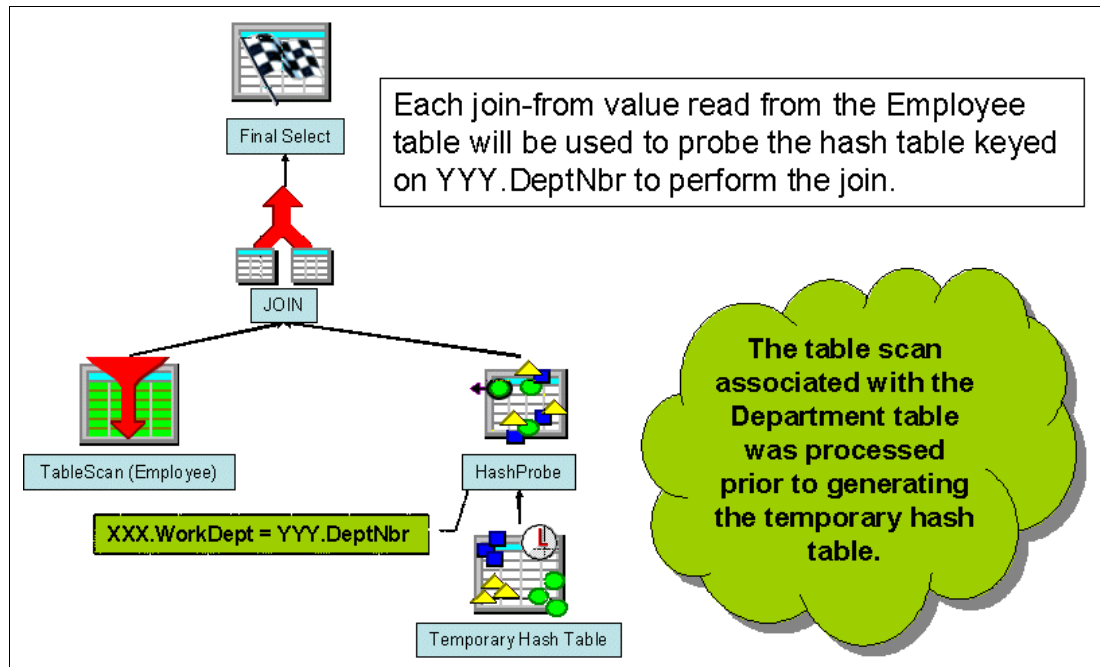 Final Select
Each join-from value read from the Employee
table will be used to probe the hash table keyed
on YYY.DeptNbr to perform the join.
JOIN
The table scan
associated with the
Department table
was processed
prior to generating
the temporary hash
table.
TableScan (Employee)
HashProbe
XXX.WorkDept = YYY.DeptNbr
L
Temporary Hash Table